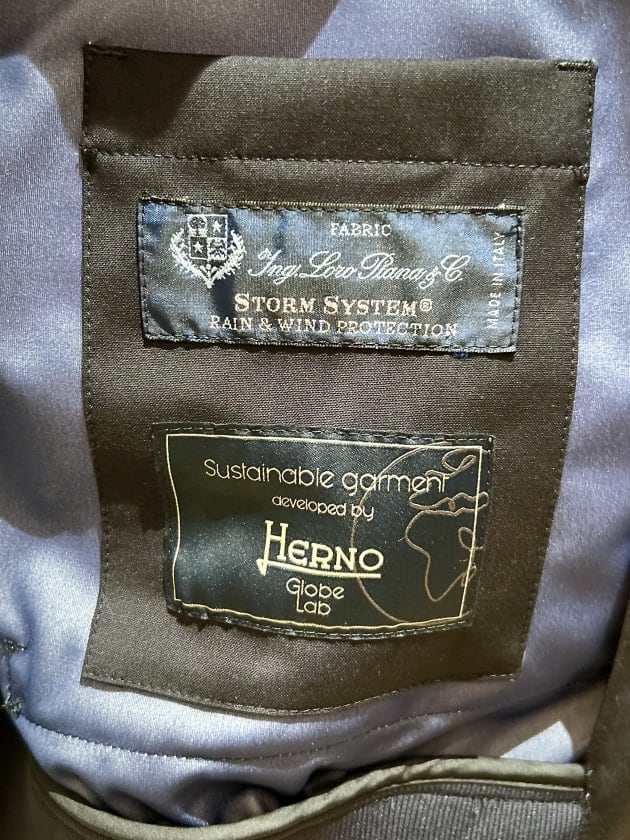 FABRIC
Ing. Loro Piana & C.
STORM SYSTEM®
RAIN & WIND PROTECTION
MADE IN ITALY
Sustainable garment
developed by
HERNO
Globe
Lab